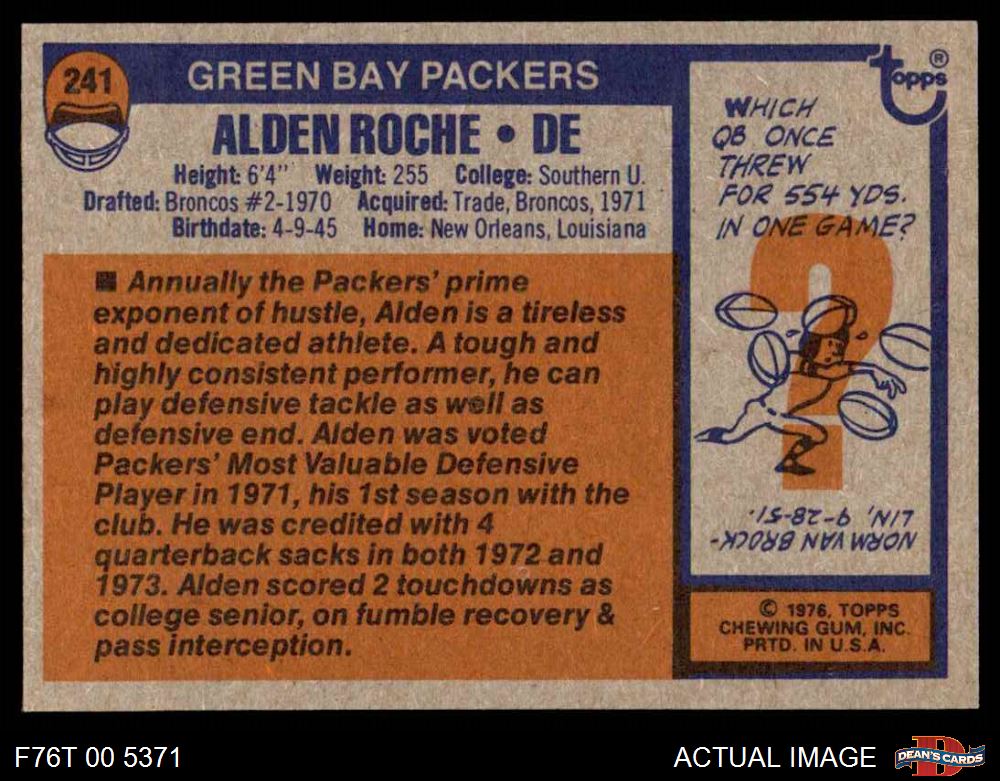 241
GREEN BAY PACKERS
ALDEN ROCHE • DE
Height: 6'4" Weight: 255 College: Southern U.
Drafted: Broncos #2-1970 Acquired: Trade, Broncos, 1971
Birthdate: 4-9-45 Home: New Orleans, Louisiana
■ Annually the Packers' prime
exponent of hustle, Alden is a tireless
and dedicated athlete. A tough and
highly consistent performer, he can
play defensive tackle as well as
defensive end. Alden was voted
Packers' Most Valuable Defensive
Player in 1971, his 1st season with the
club. He was credited with 4
quarterback sacks in both 1972 and
1973. Alden scored 2 touchdowns as
college senior, on fumble recovery &
pass interception.
topps®
WHICH
QB ONCE
THREW
FOR 554 YDS.
IN ONE GAME?
?
NORM VAN BROCK-
LIN, 9-28-51.
© 1976, TOPPS
CHEWING GUM, INC.
PRTD. IN U.S.A.
F76T 00 5371
ACTUAL IMAGE
D
DEAN'S CARDS